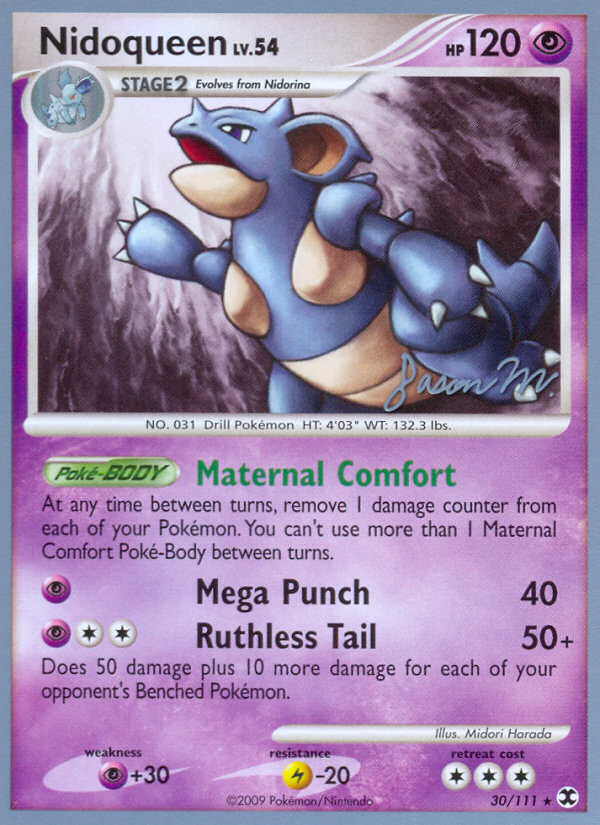 Nidoqueen LV.54 HP 120
STAGE2 Evolves from Nidorina
Jason M.
NO. 031 Drill Pokémon HT: 4'03" WT: 132.3 lbs.
Poké-BODY Maternal Comfort
At any time between turns, remove 1 damage counter from
each of your Pokémon. You can't use more than 1 Maternal
Comfort Poké-Body between turns.
Mega Punch 40
Ruthless Tail 50+
Does 50 damage plus 10 more damage for each of your
opponent's Benched Pokémon.
Illus. Midori Harada
weakness resistance retreat cost
+30 -20
©2009 Pokémon/Nintendo 30/111 ★